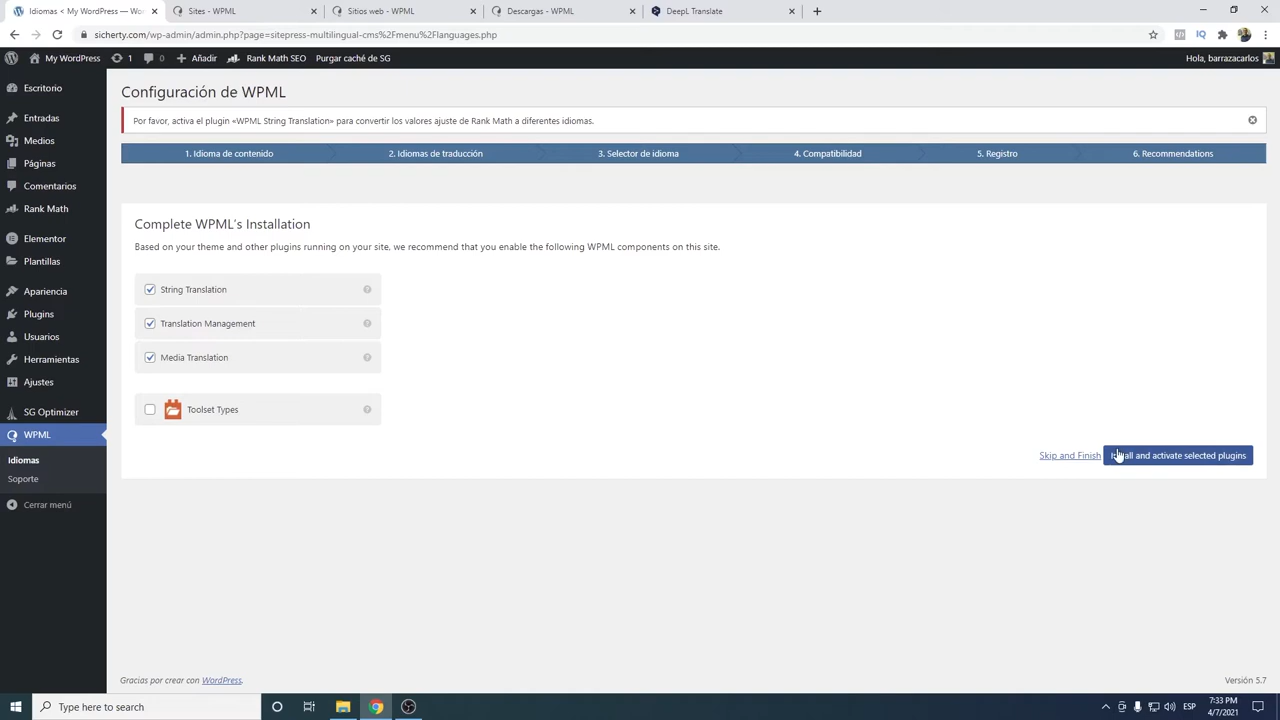 Idiomas < My WordPress — Wor
Sites - WPML
Sitios web - WPML
Descargas - WPML
DeepL Translate
sicherty.com/wp-admin/admin.php?page=sitepress-multilingual-cms%2Fmenu%2Flanguages.php
My WordPress
1
0
Añadir
Rank Math SEO
Purgar caché de SG
Hola, barrazacarlos
Escritorio
Entradas
Medios
Páginas
Comentarios
Rank Math
Elementor
Plantillas
Apariencia
Plugins
Usuarios
Herramientas
Ajustes
SG Optimizer
WPML
Idiomas
Soporte
Cerrar menú
Configuración de WPML
Por favor, activa el plugin «WPML String Translation» para convertir los valores ajuste de Rank Math a diferentes idiomas.
1. Idioma de contenido
2. Idiomas de traducción
3. Selector de idioma
4. Compatibilidad
5. Registro
6. Recommendations
Complete WPML's Installation
Based on your theme and other plugins running on your site, we recommend that you enable the following WPML components on this site.
String Translation
Translation Management
Media Translation
Toolset Types
Skip and Finish
and activate selected plugins
Gracias por crear con WordPress.
Versión 5.7
Type here to search
ESP
7:33 PM
4/7/2021